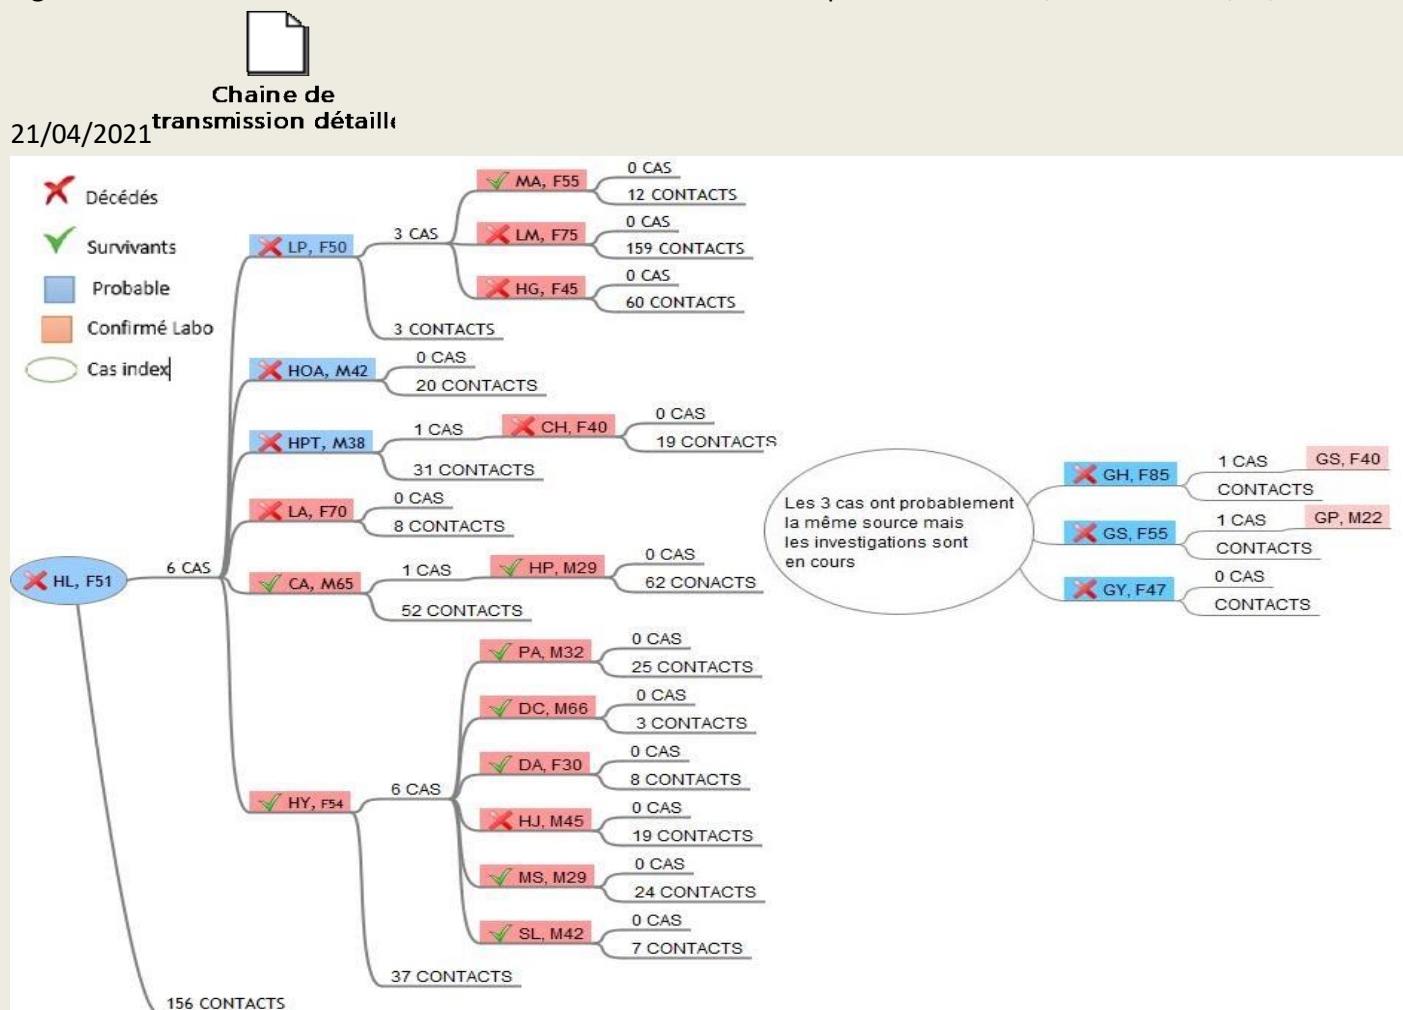 Chaine de
transmission détaill
21/04/2021
Décédés
Survivants
Probable
Confirmé Labo
Cas index
HL, F51
6 CAS
156 CONTACTS
LP, F50
3 CAS
MA, F55
0 CAS
12 CONTACTS
LM, F75
0 CAS
159 CONTACTS
HG, F45
0 CAS
60 CONTACTS
3 CONTACTS
HOA, M42
0 CAS
20 CONTACTS
HPT, M38
1 CAS
CH, F40
0 CAS
19 CONTACTS
31 CONTACTS
LA, F70
0 CAS
8 CONTACTS
CA, M65
1 CAS
HP, M29
0 CAS
62 CONACTS
52 CONTACTS
HY, F54
6 CAS
PA, M32
0 CAS
25 CONTACTS
DC, M66
0 CAS
3 CONTACTS
DA, F30
0 CAS
8 CONTACTS
HJ, M45
0 CAS
19 CONTACTS
MS, M29
0 CAS
24 CONTACTS
SL, M42
0 CAS
7 CONTACTS
37 CONTACTS
Les 3 cas ont probablement
la même source mais
les investigations sont
en cours
GH, F85
1 CAS
GS, F40
CONTACTS
GS, F55
1 CAS
GP, M22
CONTACTS
GY, F47
0 CAS
CONTACTS